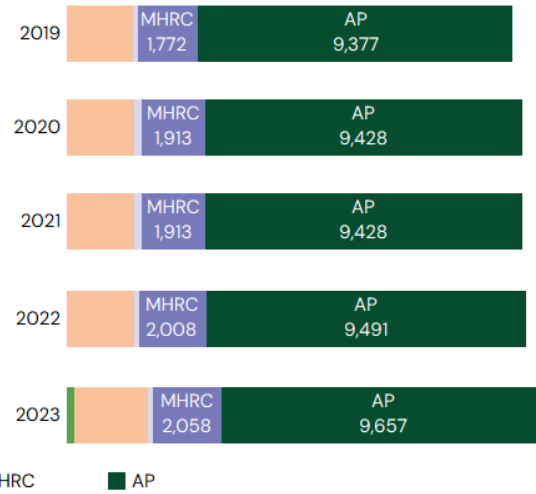 MHRC AP
2019
1,772 9,377
MHRC AP
2020
1,913 9,428
MHRC AP
2021
1,913 9,428
MHRC AP
2022
2,008 9,491
MHRC AP
2023
2,058 9,657
HRC AP